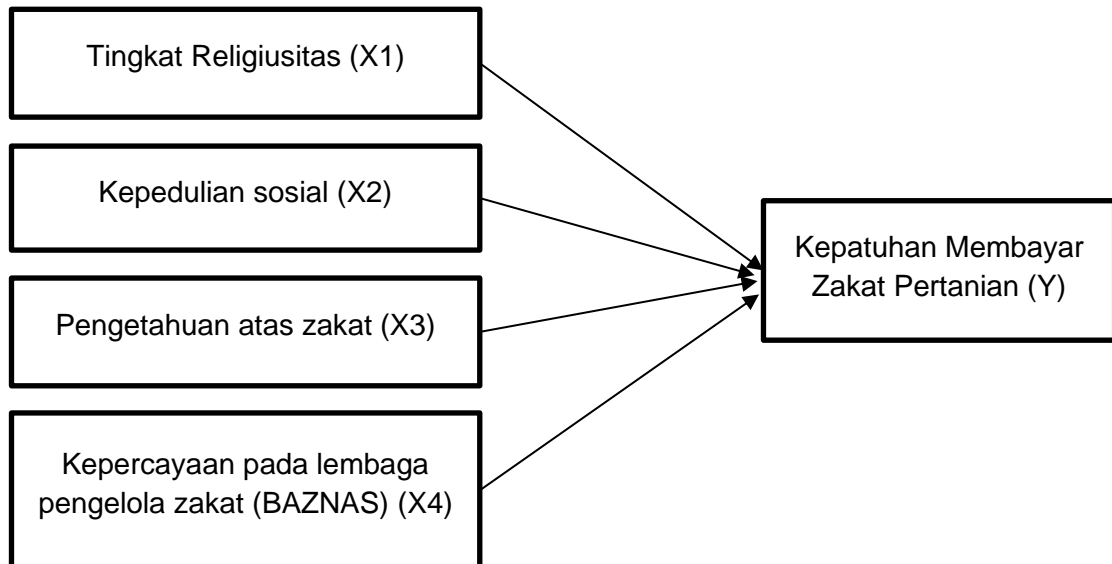 Tingkat Religiusitas (X1)
Kepedulian sosial (X2)
Pengetahuan atas zakat (X3)
Kepercayaan pada lembaga
pengelola zakat (BAZNAS) (X4)
Kepatuhan Membayar
Zakat Pertanian (Y)